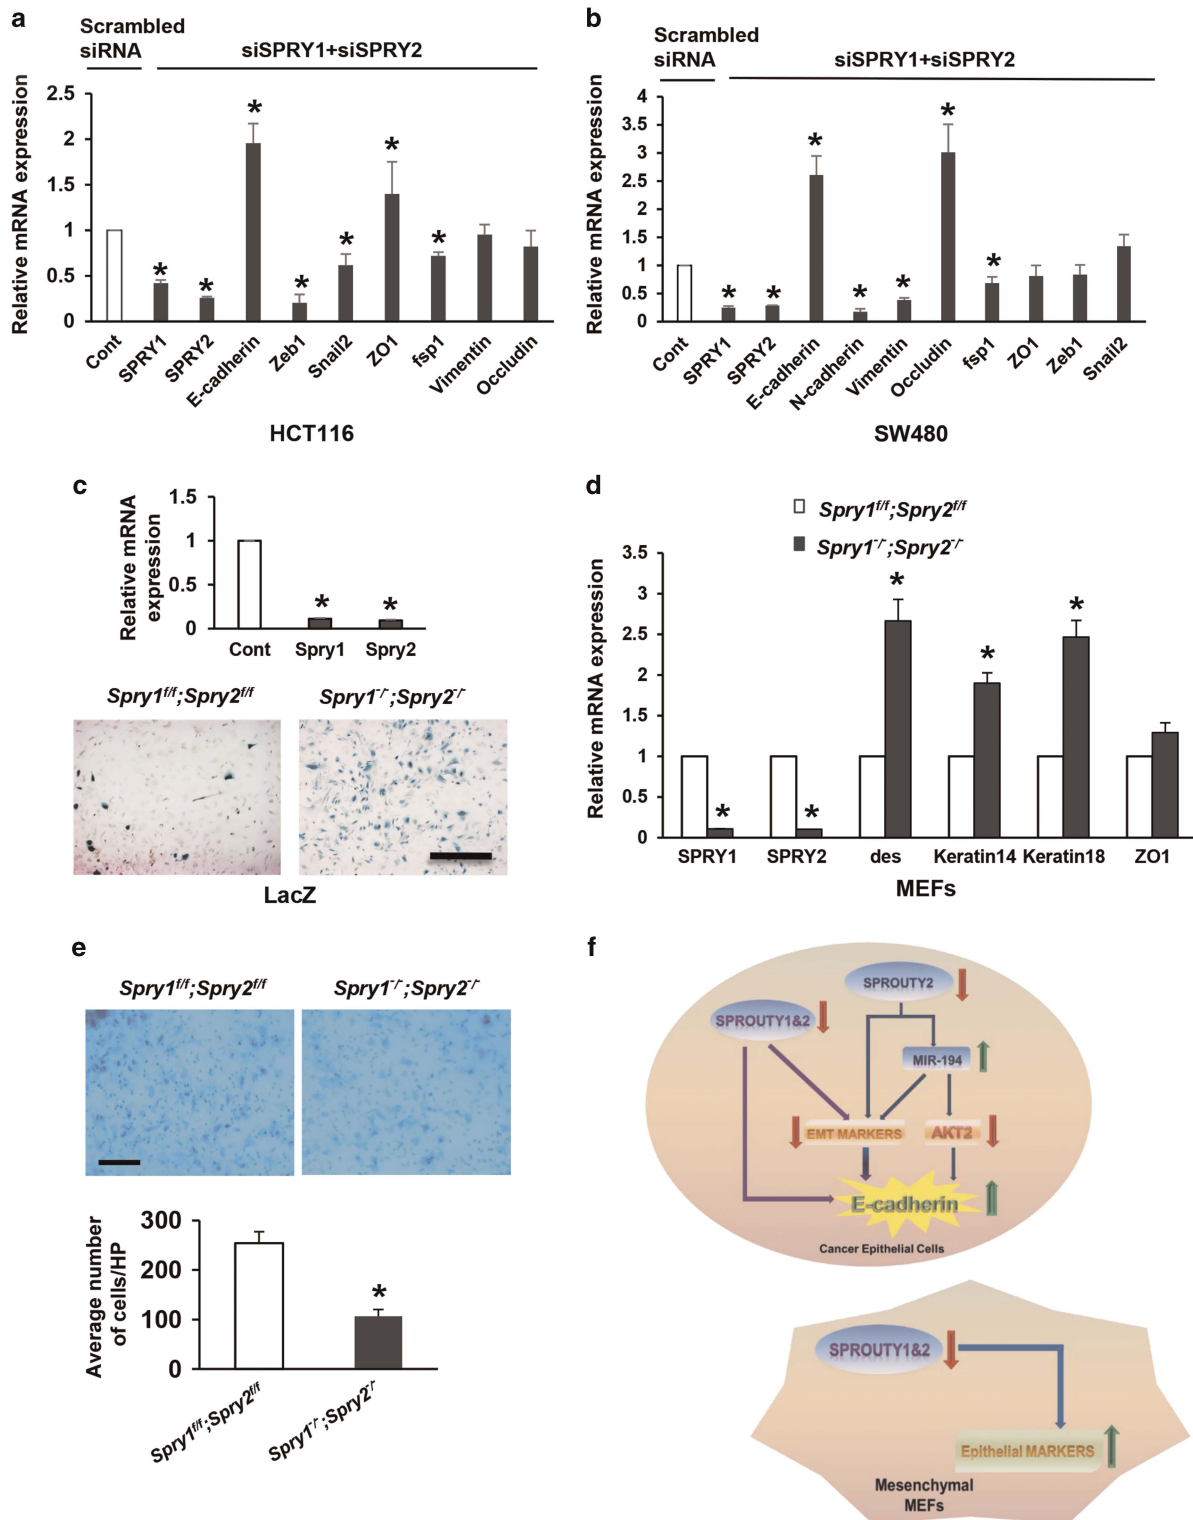 a
Scrambled
siRNA
siSPRY1+siSPRY2
Relative mRNA expression
2.5
2
1.5
1
0.5
0
*
*
*
*
*
*
*
Cont
SPRY1
SPRY2
E-cadherin
Zeb1
Snail2
ZO1
fsp1
Vimentin
Occludin
HCT116
b
Scrambled
siRNA
siSPRY1+siSPRY2
Relative mRNA expression
4
3.5
3
2.5
2
1.5
1
0.5
0
*
*
*
*
*
*
*
Cont
SPRY1
SPRY2
E-cadherin
N-cadherin
Vimentin
Occludin
fsp1
ZO1
Zeb1
Snail2
SW480
c
Relative mRNA
expression
1.5
1
0.5
0
*
*
Cont
Spry1
Spry2
Spry1f/f;Spry2f/f
Spry1-/-;Spry2-/-
LacZ
d
Spry1f/f;Spry2f/f
Spry1-/-;Spry2-/-
Relative mRNA expression
3.5
3
2.5
2
1.5
1
0.5
0
*
*
*
*
*
SPRY1
SPRY2
des
Keratin14
Keratin18
ZO1
MEFs
e
Spry1f/f;Spry2f/f
Spry1-/-;Spry2-/-
Average number
of cells/HP
300
200
100
0
*
Spry1f/f;Spry2f/f
Spry1-/-;Spry2-/-
f
SPROUTY2
SPROUTY1&2
MIR-194
EMT MARKERS
AKT2
E-cadherin
Cancer Epithelial Cells
SPROUTY1&2
Epithelial MARKERS
Mesenchymal
MEFs